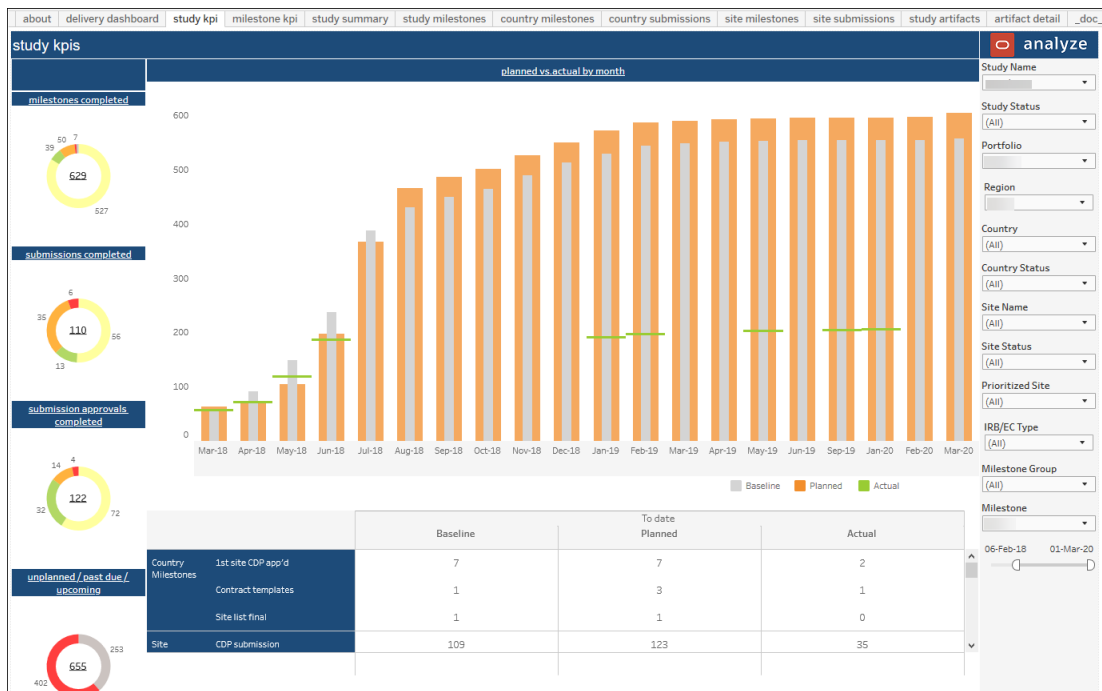 about delivery dashboard study kpi milestone kpi study summary study milestones country milestones country submissions site milestones site submissions study artifacts artifact detail _doc_
study kpis
analyze
planned vs.actual by month
milestones completed
7
50
39
629
527
submissions completed
6
35
110
56
13
submission approvals
completed
4
14
122
32
72
unplanned / past due /
upcoming
253
655
402
600
500
400
300
200
100
0
Mar-18 Apr-18 May-18 Jun-18 Jul-18 Aug-18 Sep-18 Oct-18 Nov-18 Dec-18 Jan-19 Feb-19 Mar-19 Apr-19 May-19 Jun-19 Sep-19 Jan-20 Feb-20 Mar-20
Baseline Planned Actual
To date
Baseline Planned Actual
Country
Milestones
1st site CDP app'd 7 7 2
Contract templates 1 3 1
Site list final 1 1 0
Site CDP submission 109 123 35
Study Name
Study Status
(All)
Portfolio
Region
Country
(All)
Country Status
(All)
Site Name
(All)
Site Status
(All)
Prioritized Site
(All)
IRB/EC Type
(All)
Milestone Group
(All)
Milestone
06-Feb-18 01-Mar-20